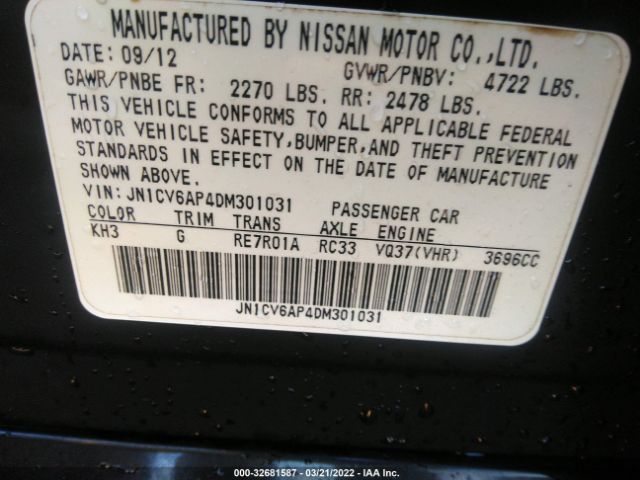 MANUFACTURED BY NISSAN MOTOR CO.,LTD.
DATE: 09/12 GVWR/PNBV: 4722 LBS.
GAWR/PNBE FR: 2270 LBS. RR: 2478 LBS.
THIS VEHICLE CONFORMS TO ALL APPLICABLE FEDERAL
MOTOR VEHICLE SAFETY,BUMPER,AND THEFT PREVENTION
STANDARDS IN EFFECT ON THE DATE OF MANUFACTURE
SHOWN ABOVE.
VIN: JN1CV6AP4DM301031 PASSENGER CAR
COLOR TRIM TRANS AXLE ENGINE
KH3 G RE7R01A RC33 VQ37(VHR) 3696CC
JN1CV6AP4DM301031
000-32681587 - 03/21/2022 - IAA Inc.